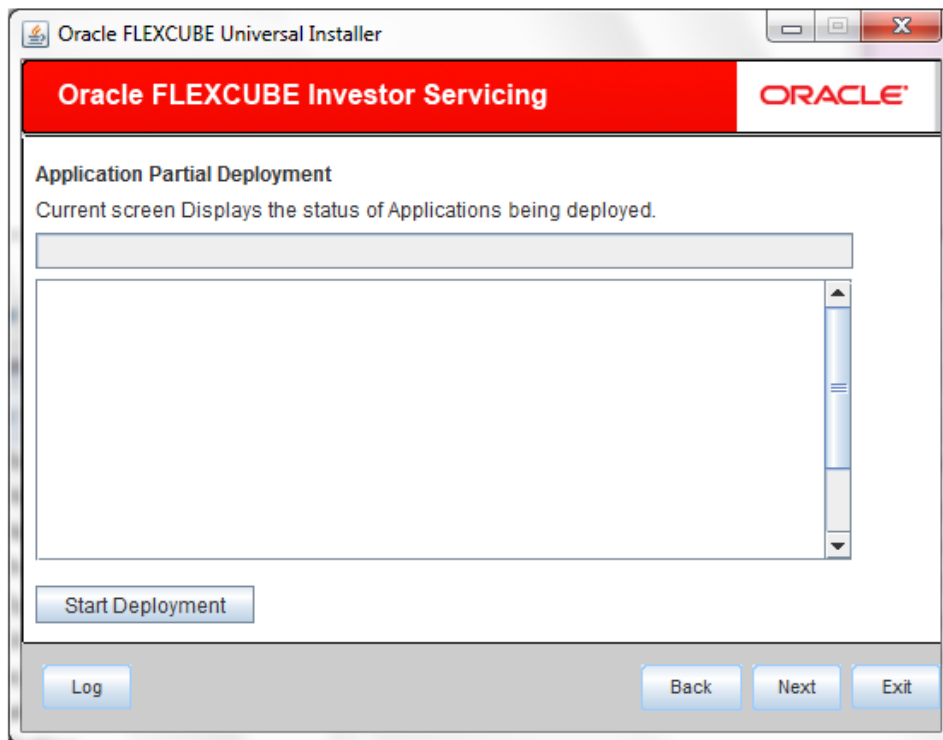 Oracle FLEXCUBE Universal Installer
Oracle FLEXCUBE Investor Servicing
ORACLE
Application Partial Deployment
Current screen Displays the status of Applications being deployed.
Start Deployment
Log
Back
Next
Exit